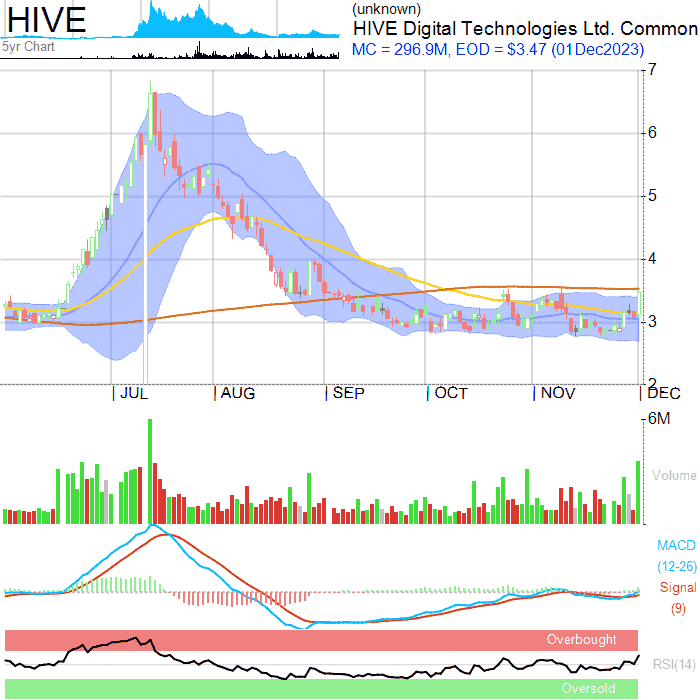 HIVE
5yr Chart
(unknown)
HIVE Digital Technologies Ltd. Common
MC = 296.9M, EOD = $3.47 (01Dec2023)
7
6
5
4
3
2
JUL AUG SEP OCT NOV DEC
6M
Volume
MACD
(12-26)
Signal
(9)
Overbought
RSI(14)
Oversold